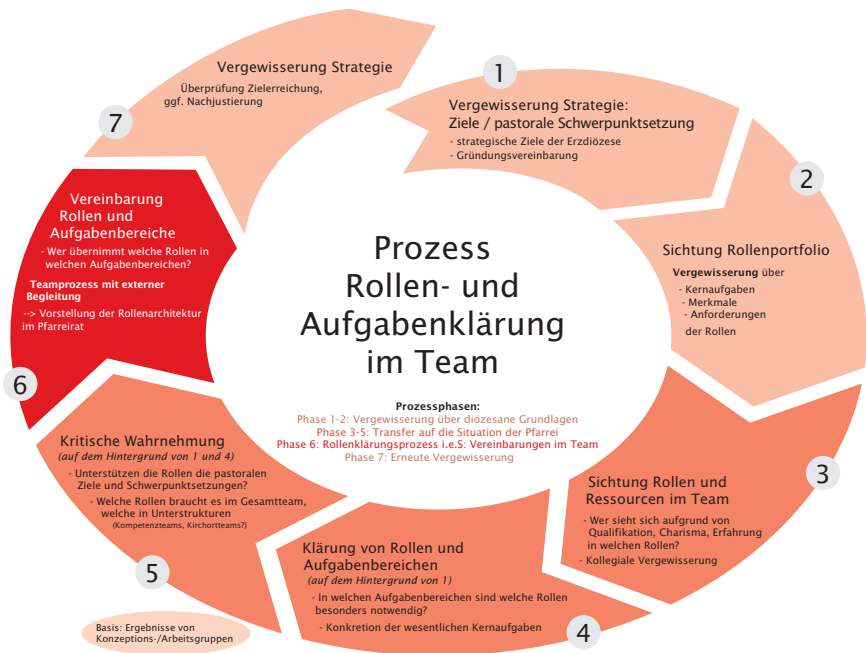 Prozess
Rollen- und
Aufgabenklärung
im Team
Prozessphasen:
Phase 1-2: Vergewisserung über diözesane Grundlagen
Phase 3-5: Transfer auf die Situation der Pfarrei
Phase 6: Rollenklärungsprozess i.e.S: Vereinbarungen im Team
Phase 7: Erneute Vergewisserung
1
Vergewisserung Strategie:
Ziele / pastorale Schwerpunktsetzung
- strategische Ziele der Erzdiözese
- Gründungsvereinbarung
2
Sichtung Rollenportfolio
Vergewisserung über
- Kernaufgaben
- Merkmale
- Anforderungen
der Rollen
3
Sichtung Rollen und
Ressourcen im Team
- Wer sieht sich aufgrund von
Qualifikation, Charisma, Erfahrung
in welchen Rollen?
- Kollegiale Vergewisserung
4
Klärung von Rollen und
Aufgabenbereichen
(auf dem Hintergrund von 1)
- In welchen Aufgabenbereichen sind welche Rollen
besonders notwendig?
- Konkretion der wesentlichen Kernaufgaben
5
Kritische Wahrnehmung
(auf dem Hintergrund von 1 und 4)
- Unterstützen die Rollen die pastoralen
Ziele und Schwerpunktsetzungen?
- Welche Rollen braucht es im Gesamtteam,
welche in Unterstrukturen
(Kompetenzteams, Kirchortteams?)
Basis: Ergebnisse von
Konzeptions-/Arbeitsgruppen
6
Vereinbarung
Rollen und
Aufgabenbereiche
- Wer übernimmt welche Rollen in
welchen Aufgabenbereichen?
Teamprozess mit externer
Begleitung
--> Vorstellung der Rollenarchitektur
im Pfarreirat
7
Vergewisserung Strategie
Überprüfung Zielerreichung,
ggf. Nachjustierung